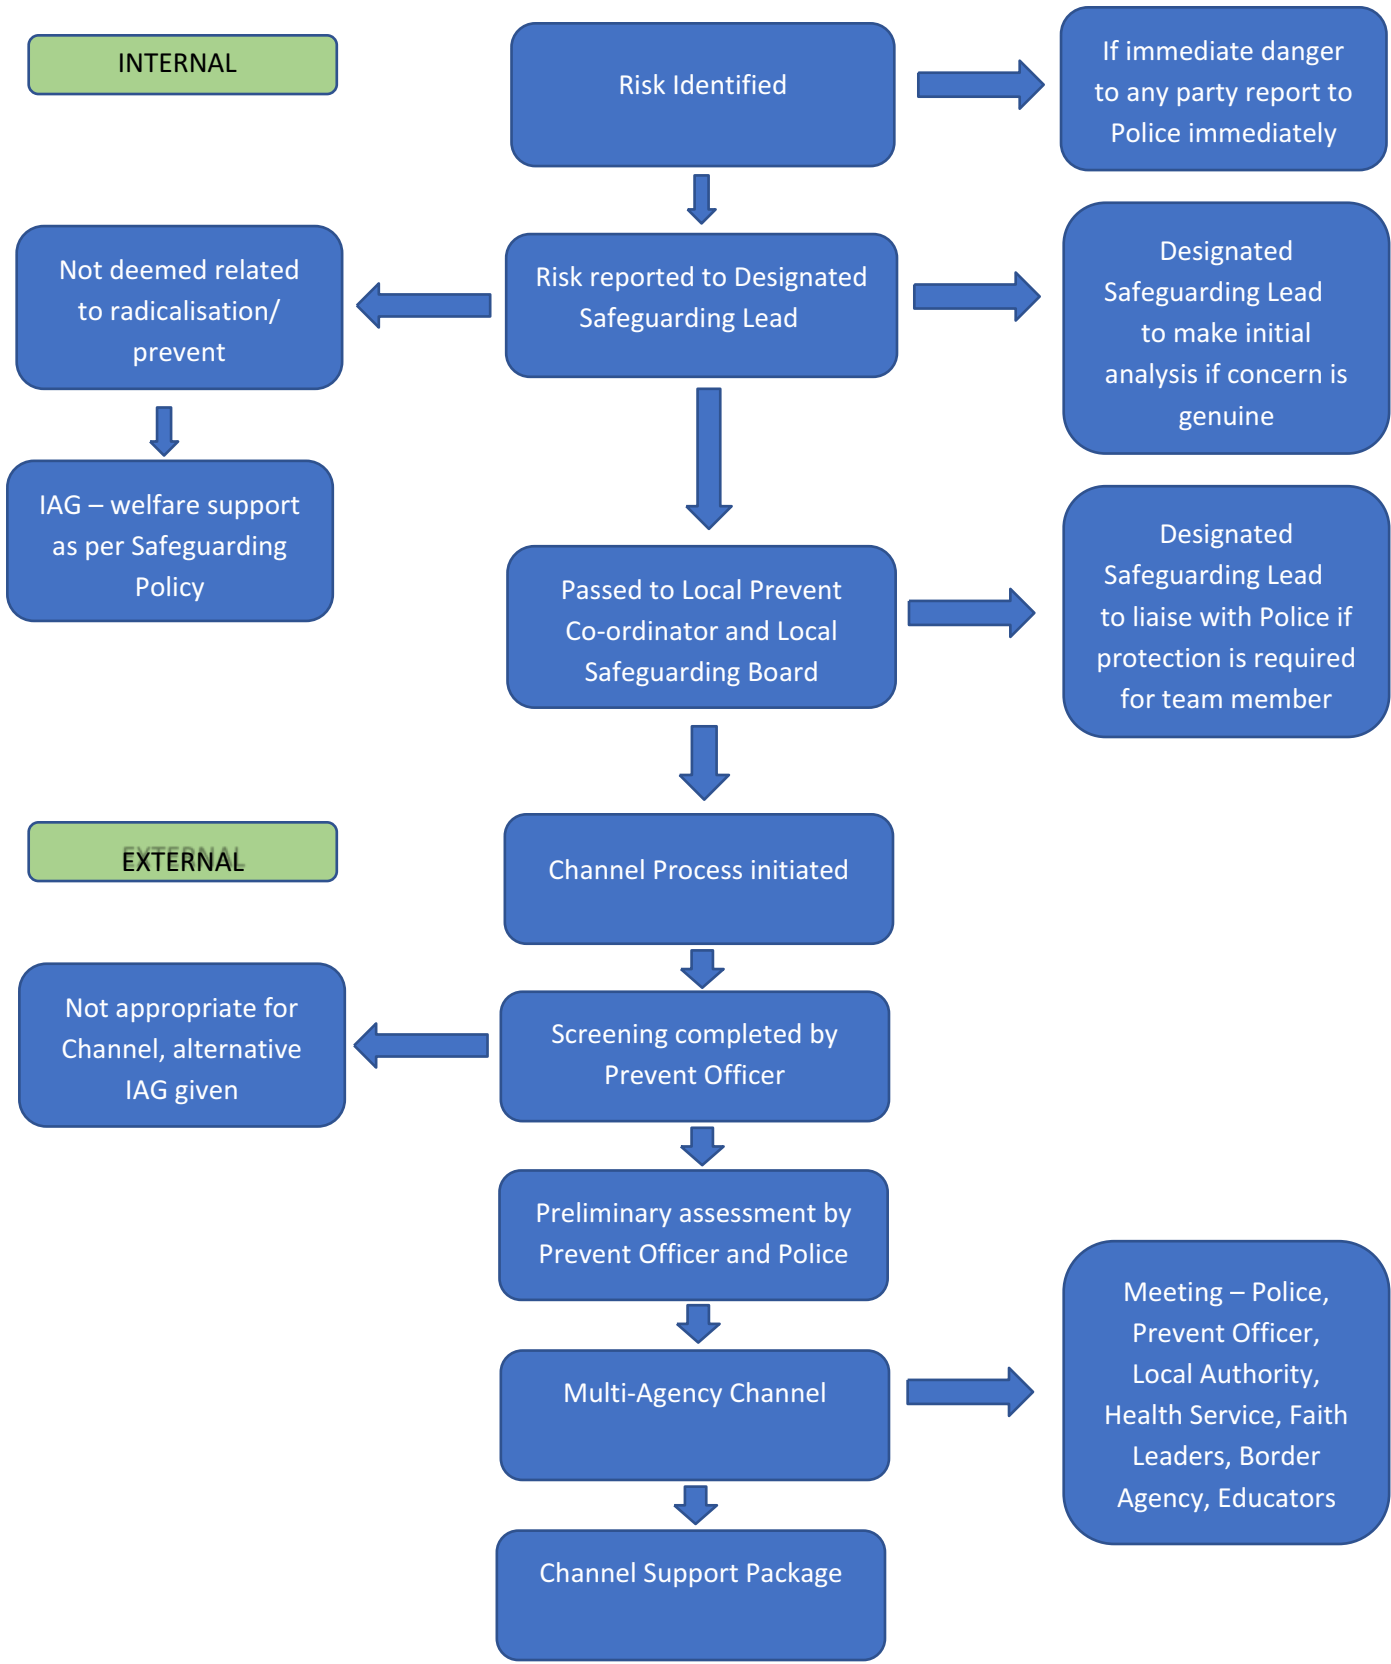 INTERNAL
Risk Identified
If immediate danger
to any party report to
Police immediately
Not deemed related
to radicalisation/
prevent
Risk reported to Designated
Safeguarding Lead
Designated
Safeguarding Lead
to make initial
analysis if concern is
genuine
IAG – welfare support
as per Safeguarding
Policy
Passed to Local Prevent
Co-ordinator and Local
Safeguarding Board
Designated
Safeguarding Lead
to liaise with Police if
protection is required
for team member
EXTERNAL
Channel Process initiated
Not appropriate for
Channel, alternative
IAG given
Screening completed by
Prevent Officer
Preliminary assessment by
Prevent Officer and Police
Multi-Agency Channel
Meeting – Police,
Prevent Officer,
Local Authority,
Health Service, Faith
Leaders, Border
Agency, Educators
Channel Support Package